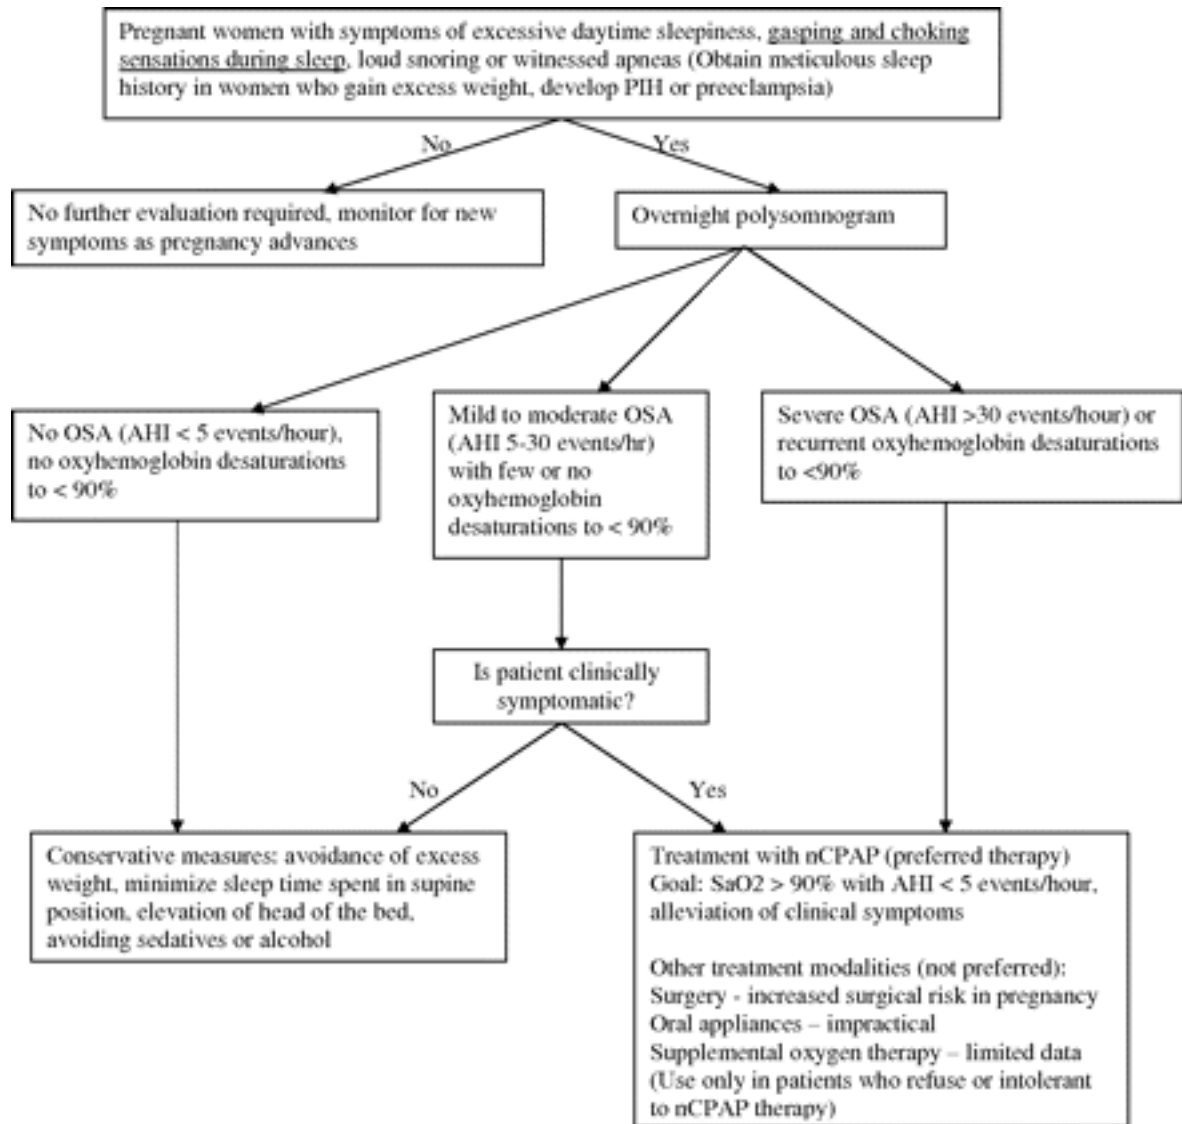 Pregnant women with symptoms of excessive daytime sleepiness, gasping and choking
sensations during sleep, loud snoring or witnessed apneas (Obtain meticulous sleep
history in women who gain excess weight, develop PIH or preeclampsia)
No
Yes
No further evaluation required, monitor for new
symptoms as pregnancy advances
Overnight polysomnogram
No OSA (AHI < 5 events/hour),
no oxyhemoglobin desaturations
to < 90%
Mild to moderate OSA
(AHI 5-30 events/hr)
with few or no
oxyhemoglobin
desaturations to < 90%
Severe OSA (AHI >30 events/hour) or
recurrent oxyhemoglobin desaturations
to <90%
Is patient clinically
symptomatic?
No
Yes
Conservative measures: avoidance of excess
weight, minimize sleep time spent in supine
position, elevation of head of the bed,
avoiding sedatives or alcohol
Treatment with nCPAP (preferred therapy)
Goal: SaO2 > 90% with AHI < 5 events/hour,
alleviation of clinical symptoms
Other treatment modalities (not preferred):
Surgery - increased surgical risk in pregnancy
Oral appliances – impractical
Supplemental oxygen therapy – limited data
(Use only in patients who refuse or intolerant
to nCPAP therapy)